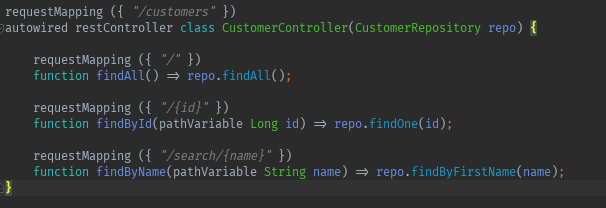 requestMapping ({ "/customers" })
autowired restController class CustomerController(CustomerRepository repo) {
requestMapping ({ "/" })
function findAll() => repo.findAll();
requestMapping ({ "/{id}" })
function findById(pathVariable Long id) => repo.findOne(id);
requestMapping ({ "/search/{name}" })
function findByName(pathVariable String name) => repo.findByFirstName(name);
}